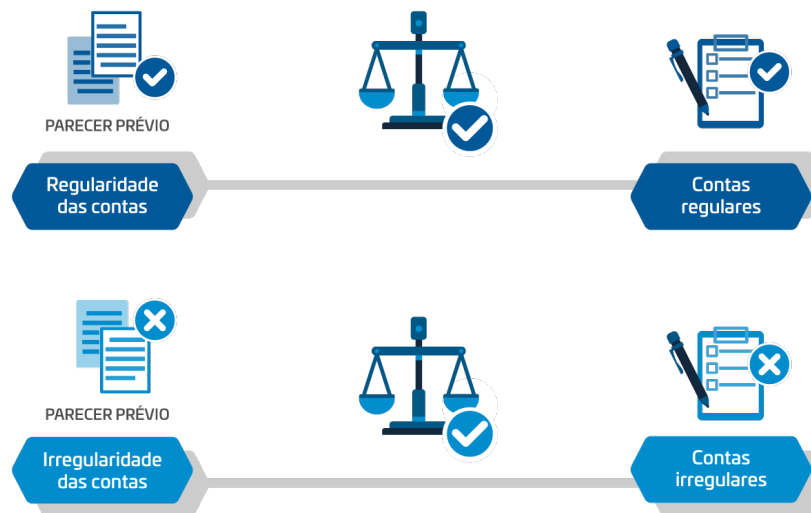 PARECER PRÉVIO
Regularidade
das contas
Contas
regulares
PARECER PRÉVIO
Irregularidade
das contas
Contas
irregulares